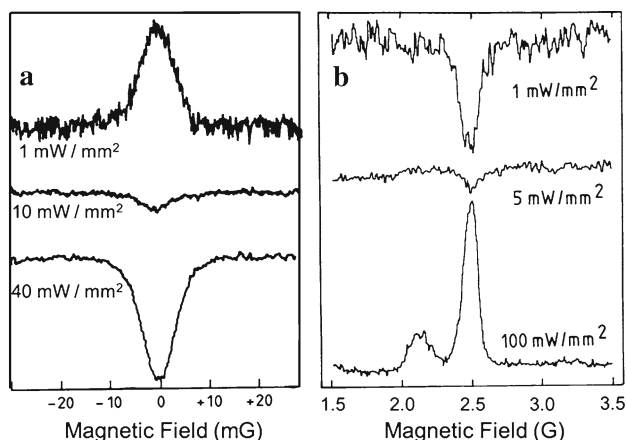 a
1 mW / mm²
10 mW / mm²
40 mW / mm²
-20 -10 0 +10 +20
Magnetic Field (mG)
b
1 mW/mm²
5 mW/mm²
100 mW/mm²
1.5 2.0 2.5 3.0 3.5
Magnetic Field (G)